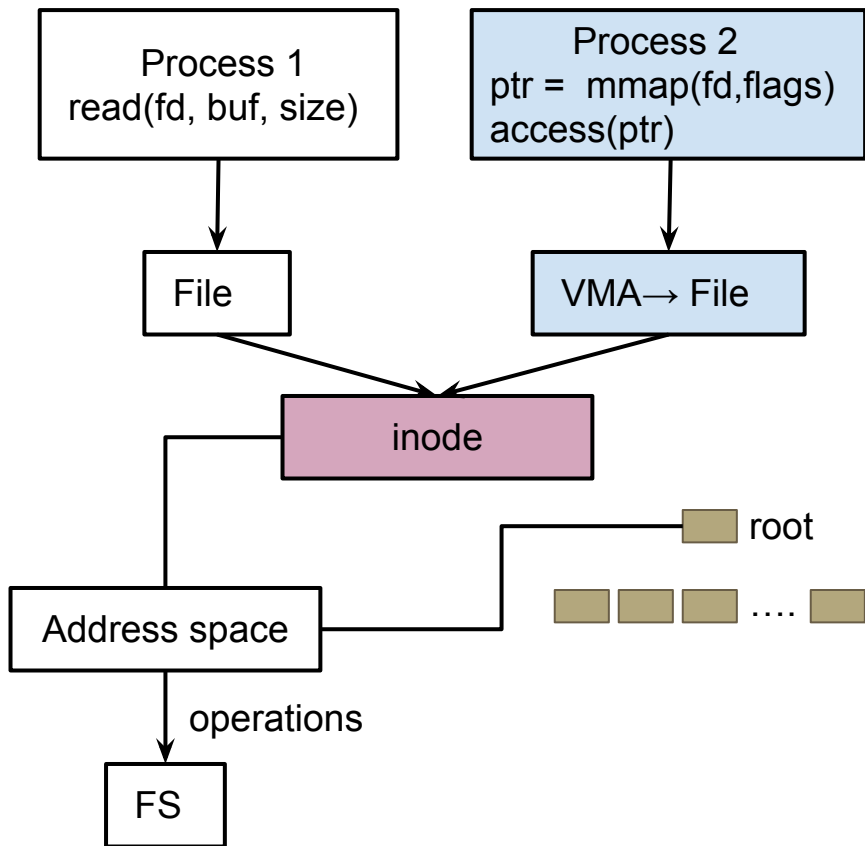 Process 1
read(fd, buf, size)
Process 2
ptr =  mmap(fd,flags)
access(ptr)
File
VMA→ File
inode
root
....
Address space
operations
FS